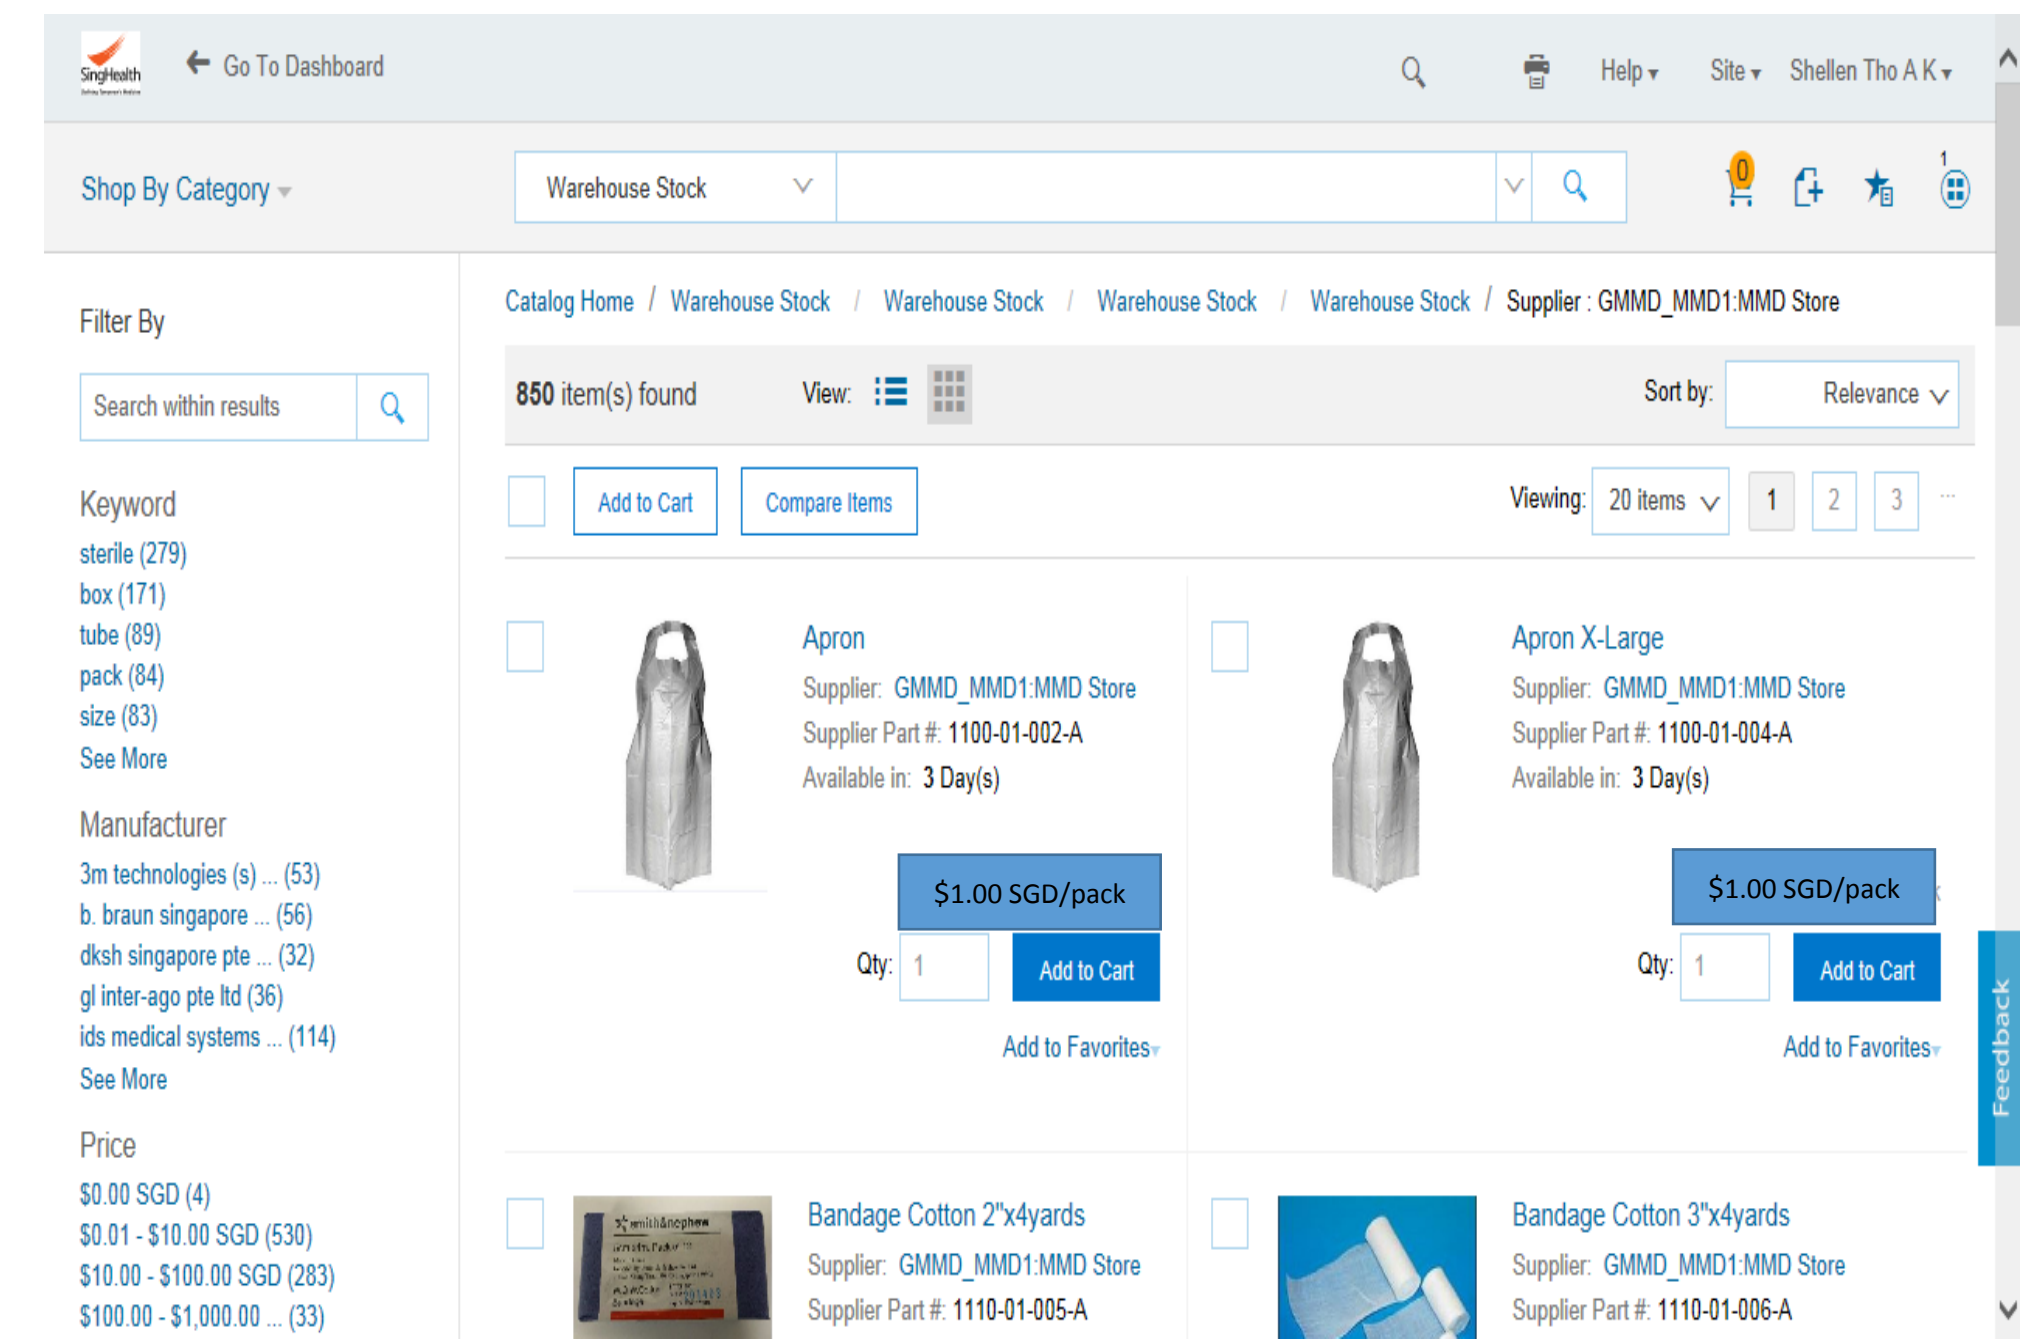 SingHealth
Go To Dashboard
Help
Site
Shellen Tho A K
Shop By Category
Warehouse Stock
0
1
Filter By
Search within results
Keyword
sterile (279)
box (171)
tube (89)
pack (84)
size (83)
See More
Manufacturer
3m technologies (s) ... (53)
b. braun singapore ... (56)
dksh singapore pte ... (32)
gl inter-ago pte ltd (36)
ids medical systems ... (114)
See More
Price
$0.00 SGD (4)
$0.01 - $10.00 SGD (530)
$10.00 - $100.00 SGD (283)
$100.00 - $1,000.00 ... (33)
Catalog Home / Warehouse Stock / Warehouse Stock / Warehouse Stock / Warehouse Stock / Supplier : GMMD_MMD1:MMD Store
850 item(s) found
View:
Sort by:
Relevance
Add to Cart
Compare Items
Viewing:
20 items
1
2
3
...
Apron
Supplier: GMMD_MMD1:MMD Store
Supplier Part #: 1100-01-002-A
Available in: 3 Day(s)
$1.00 SGD/pack
Qty: 1
Add to Cart
Add to Favorites
Apron X-Large
Supplier: GMMD_MMD1:MMD Store
Supplier Part #: 1100-01-004-A
Available in: 3 Day(s)
$1.00 SGD/pack
Qty: 1
Add to Cart
Add to Favorites
Feedback
smith&nephew
Bandage Cotton 2"x4yards
Supplier: GMMD_MMD1:MMD Store
Supplier Part #: 1110-01-005-A
Bandage Cotton 3"x4yards
Supplier: GMMD_MMD1:MMD Store
Supplier Part #: 1110-01-006-A